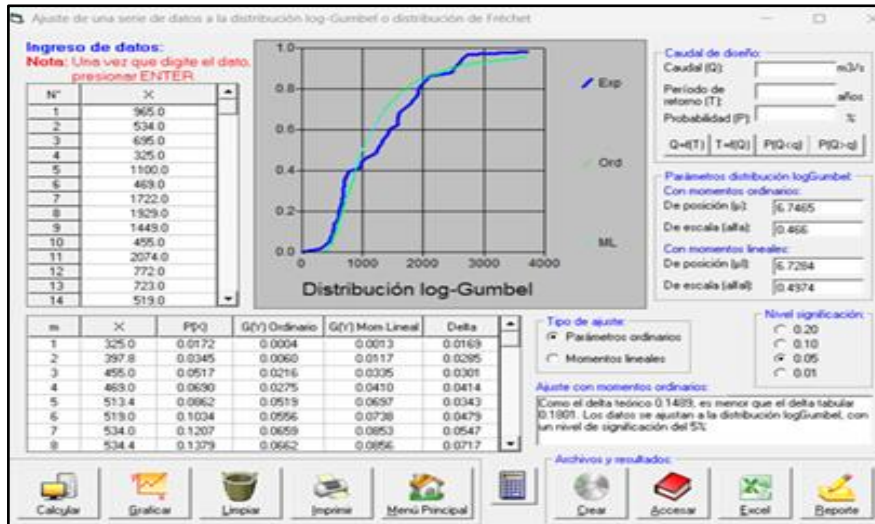 Ajuste de una serie de datos a la distribución log-Gumbel o distribución de Fréchet
Ingreso de datos:
Nota: Una vez que digite el dato,
presionar ENTER
N° X
1 965.0
2 534.0
3 695.0
4 325.0
5 1100.0
6 469.0
7 1722.0
8 1929.0
9 1449.0
10 455.0
11 2074.0
12 772.0
13 723.0
14 519.0
1.0
0.8
0.6
0.4
0.2
0.0
0 1000 2000 3000 4000
Distribución log-Gumbel
Exp
Ord
ML
Caudal de diseño:
Caudal (Q): m3/s
Período de
retorno (T): años
Probabilidad (P): %
Q=f(T) T=f(Q) P(Q<q) P(Q>q)
Parámetros distribución logGumbel:
Con momentos ordinarios:
De posición (µ): 6.7465
De escala (alfa): 0.466
Con momentos lineales:
De posición (µl): 6.7284
De escala (alfal): 0.4974
m X P(X) G(Y) Ordinario G(Y) Mom Lineal Delta
1 325.0 0.0172 0.0004 0.0013 0.0169
2 397.8 0.0345 0.0060 0.0117 0.0285
3 455.0 0.0517 0.0216 0.0335 0.0301
4 469.0 0.0690 0.0275 0.0410 0.0414
5 513.4 0.0862 0.0519 0.0697 0.0343
6 519.0 0.1034 0.0556 0.0738 0.0479
7 534.0 0.1207 0.0659 0.0853 0.0547
8 534.4 0.1379 0.0662 0.0856 0.0717
Tipo de ajuste:
Parámetros ordinarios
Momentos lineales
Nivel significación:
0.20
0.10
0.05
0.01
Ajuste con momentos ordinarios:
Como el delta teórico 0.1489, es menor que el delta tabular
0.1801. Los datos se ajustan a la distribución logGumbel, con
un nivel de significación del 5%
Archivos y resultados:
Calcular Graficar Limpiar Imprimir Menú Principal Crear Accesar Excel Reporte